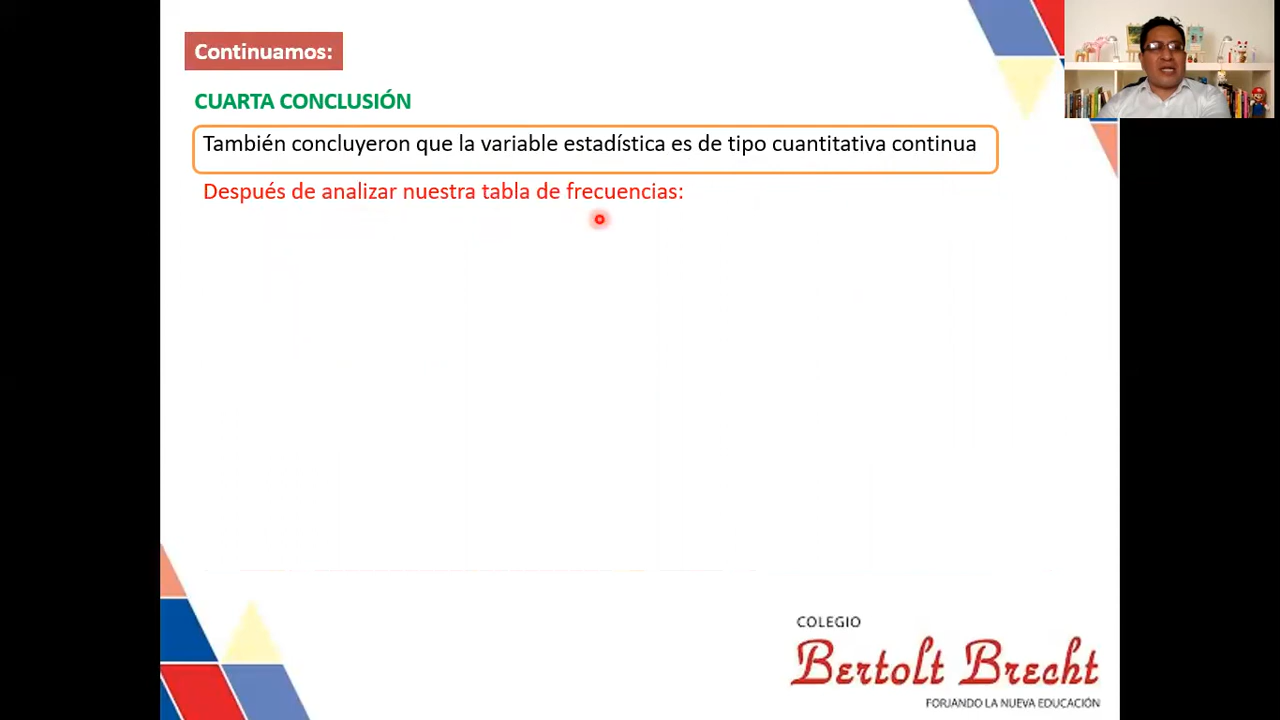 Continuamos:
CUARTA CONCLUSIÓN
También concluyeron que la variable estadística es de tipo cuantitativa continua
Después de analizar nuestra tabla de frecuencias:
COLEGIO
Bertolt Brecht
FORJANDO LA NUEVA EDUCACIÓN